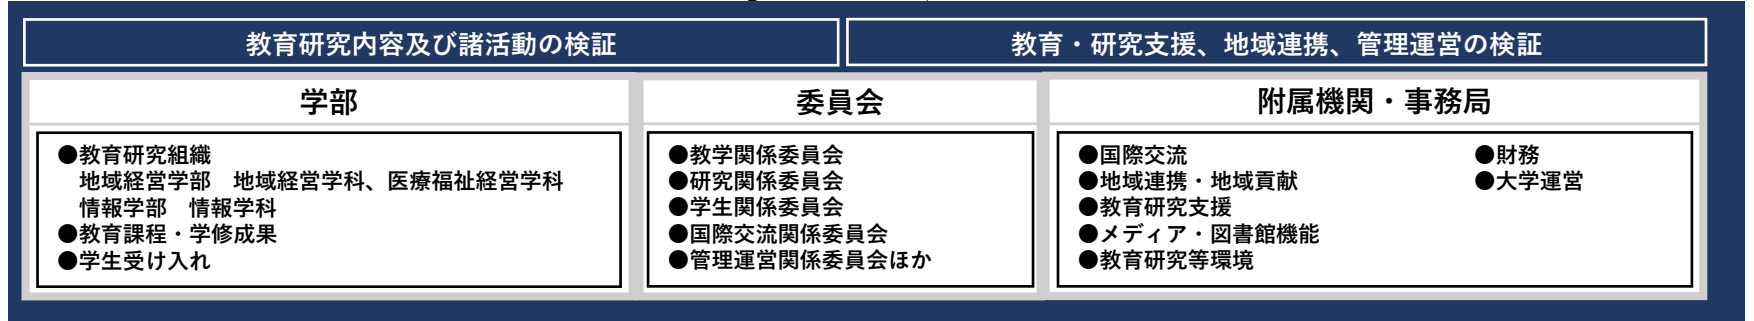 教育研究内容及び諸活動の検証
教育・研究支援、地域連携、管理運営の検証
学部
●教育研究組織
地域経営学部　地域経営学科、医療福祉経営学科
情報学部　情報学科
●教育課程・学修成果
●学生受け入れ
委員会
●教学関係委員会
●研究関係委員会
●学生関係委員会
●国際交流関係委員会
●管理運営関係委員会ほか
附属機関・事務局
●国際交流
●地域連携・地域貢献
●教育研究支援
●メディア・図書館機能
●教育研究等環境
●財務
●大学運営